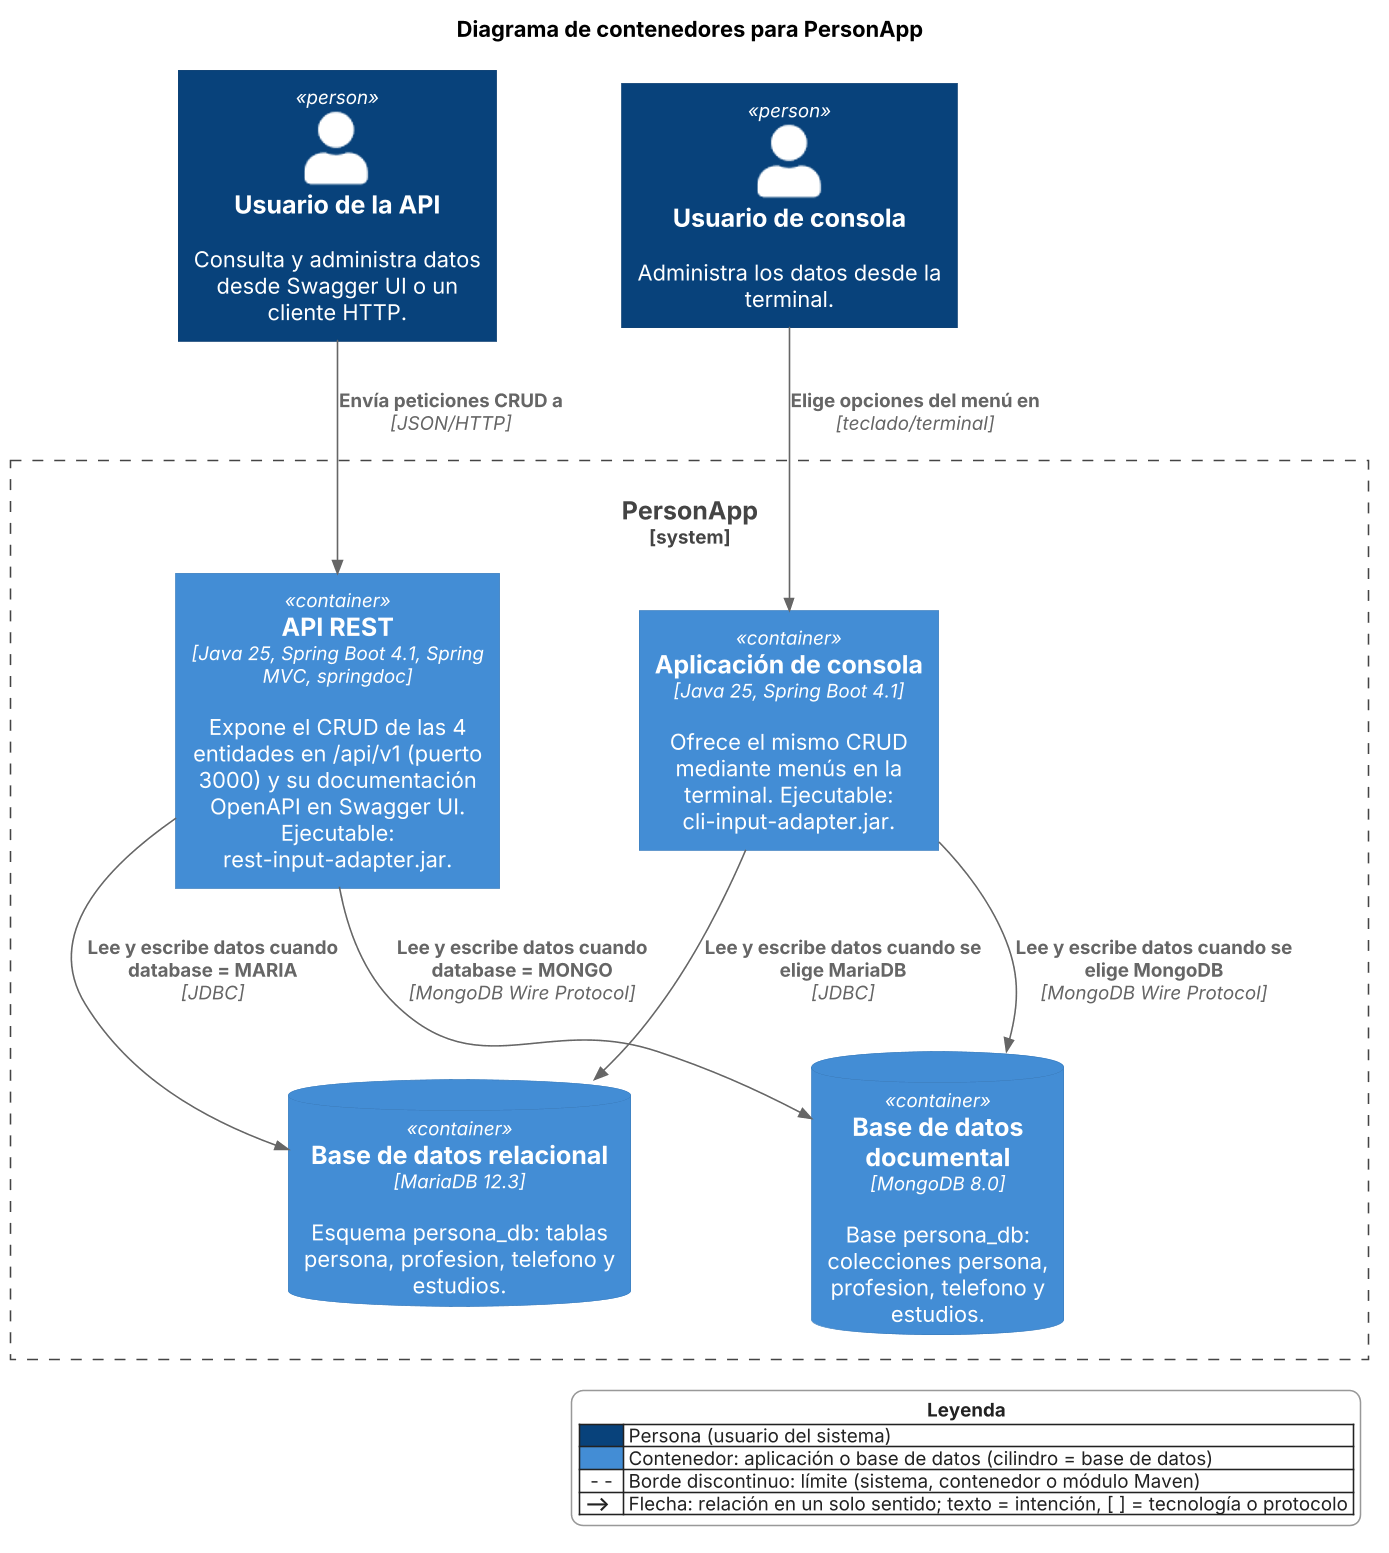 Diagrama de contenedores para PersonApp
«person»
Usuario de la API
Consulta y administra datos
desde Swagger UI o un
cliente HTTP.
«person»
Usuario de consola
Administra los datos desde la
terminal.
Envía peticiones CRUD a
[JSON/HTTP]
Elige opciones del menú en
[teclado/terminal]
PersonApp
[system]
«container»
API REST
[Java 25, Spring Boot 4.1, Spring
MVC, springdoc]
Expone el CRUD de las 4
entidades en /api/v1 (puerto
3000) y su documentación
OpenAPI en Swagger UI.
Ejecutable:
rest-input-adapter.jar.
«container»
Aplicación de consola
[Java 25, Spring Boot 4.1]
Ofrece el mismo CRUD
mediante menús en la
terminal. Ejecutable:
cli-input-adapter.jar.
Lee y escribe datos cuando
database = MARIA
[JDBC]
Lee y escribe datos cuando
database = MONGO
[MongoDB Wire Protocol]
Lee y escribe datos cuando se
elige MariaDB
[JDBC]
Lee y escribe datos cuando se
elige MongoDB
[MongoDB Wire Protocol]
«container»
Base de datos relacional
[MariaDB 12.3]
Esquema persona_db: tablas
persona, profesion, telefono y
estudios.
«container»
Base de datos
documental
[MongoDB 8.0]
Base persona_db:
colecciones persona,
profesion, telefono y
estudios.
Leyenda
Persona (usuario del sistema)
Contenedor: aplicación o base de datos (cilindro = base de datos)
- - Borde discontinuo: límite (sistema, contenedor o módulo Maven)
→ Flecha: relación en un solo sentido; texto = intención, [ ] = tecnología o protocolo